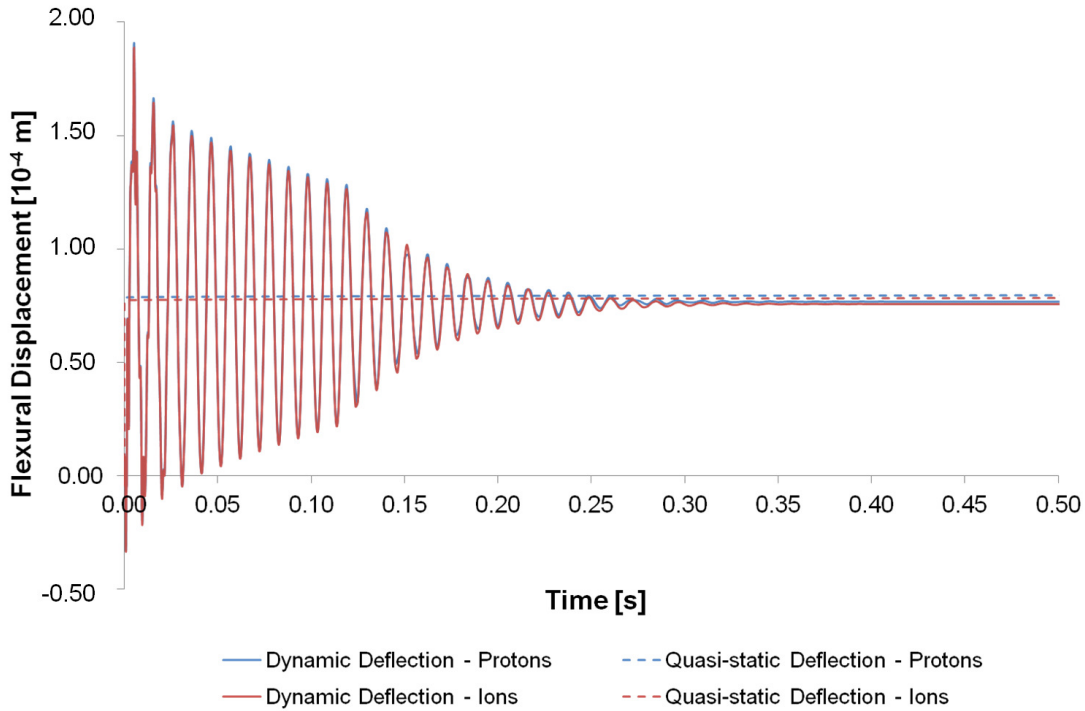 2.00
1.50
1.00
0.50
0.00
-0.50
Flexural Displacement [10⁻⁴ m]
0.00 0.05 0.10 0.15 0.20 0.25 0.30 0.35 0.40 0.45 0.50
Time [s]
Dynamic Deflection - Protons Quasi-static Deflection - Protons
Dynamic Deflection - Ions Quasi-static Deflection - Ions